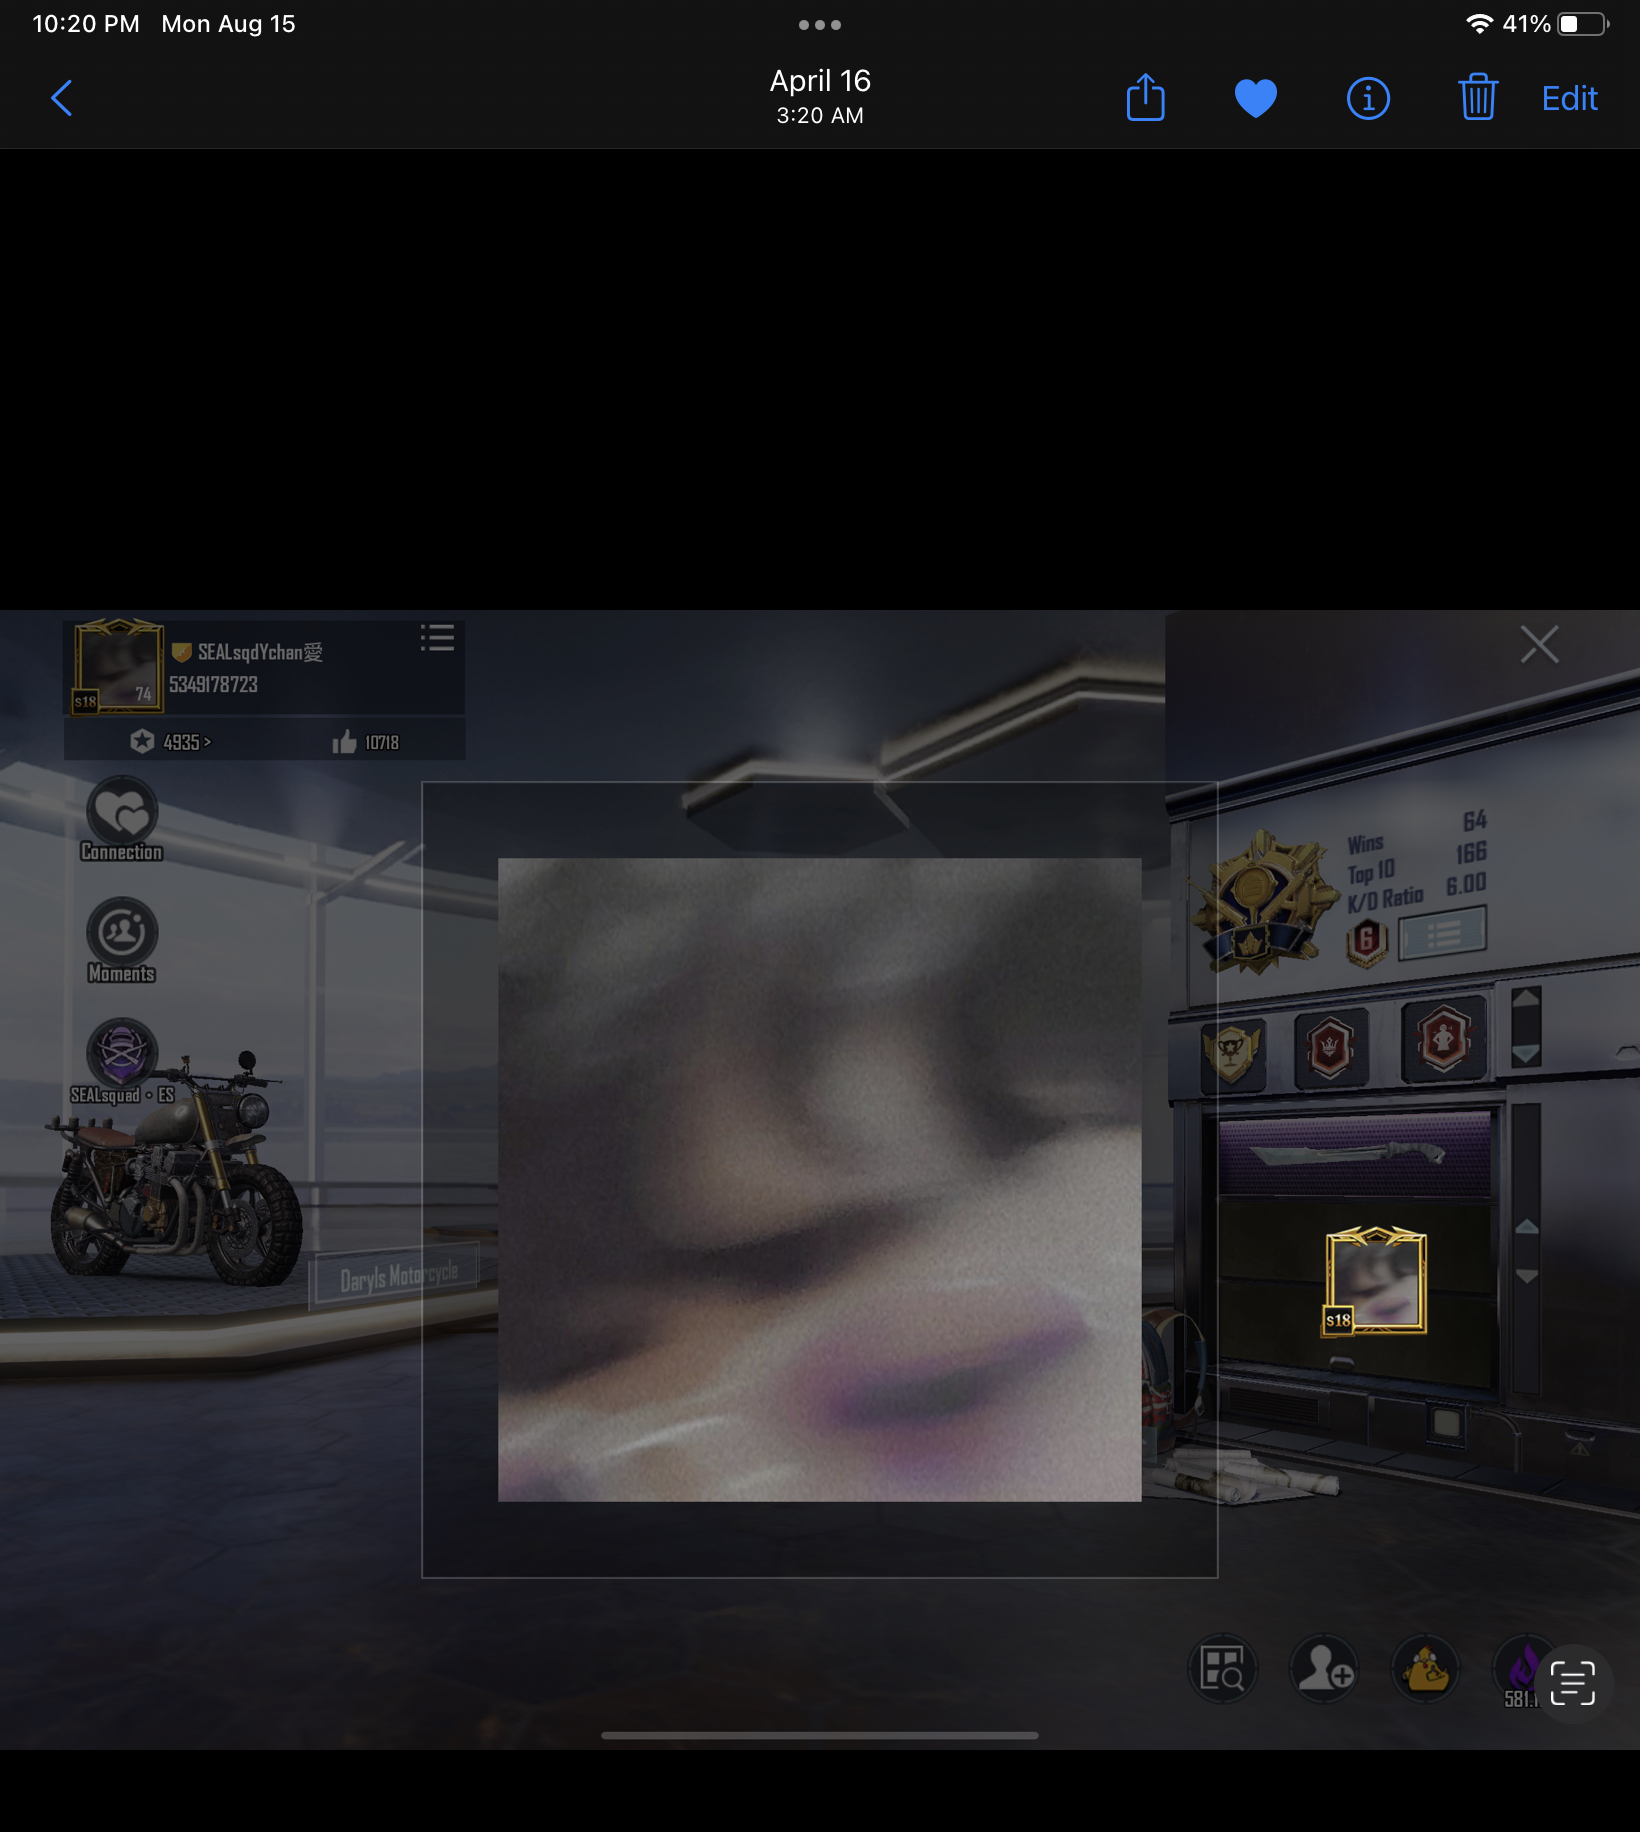 10:20 PM Mon Aug 15
41%
April 16
3:20 AM
Edit
SEALsqdYchan愛
5349178723
74
S18
4935 >
10718
Connection
Moments
SEALsquad • ES
Daryls Motorcycle
Wins 64
Top 10 166
K/D Ratio 6.00
6
S18